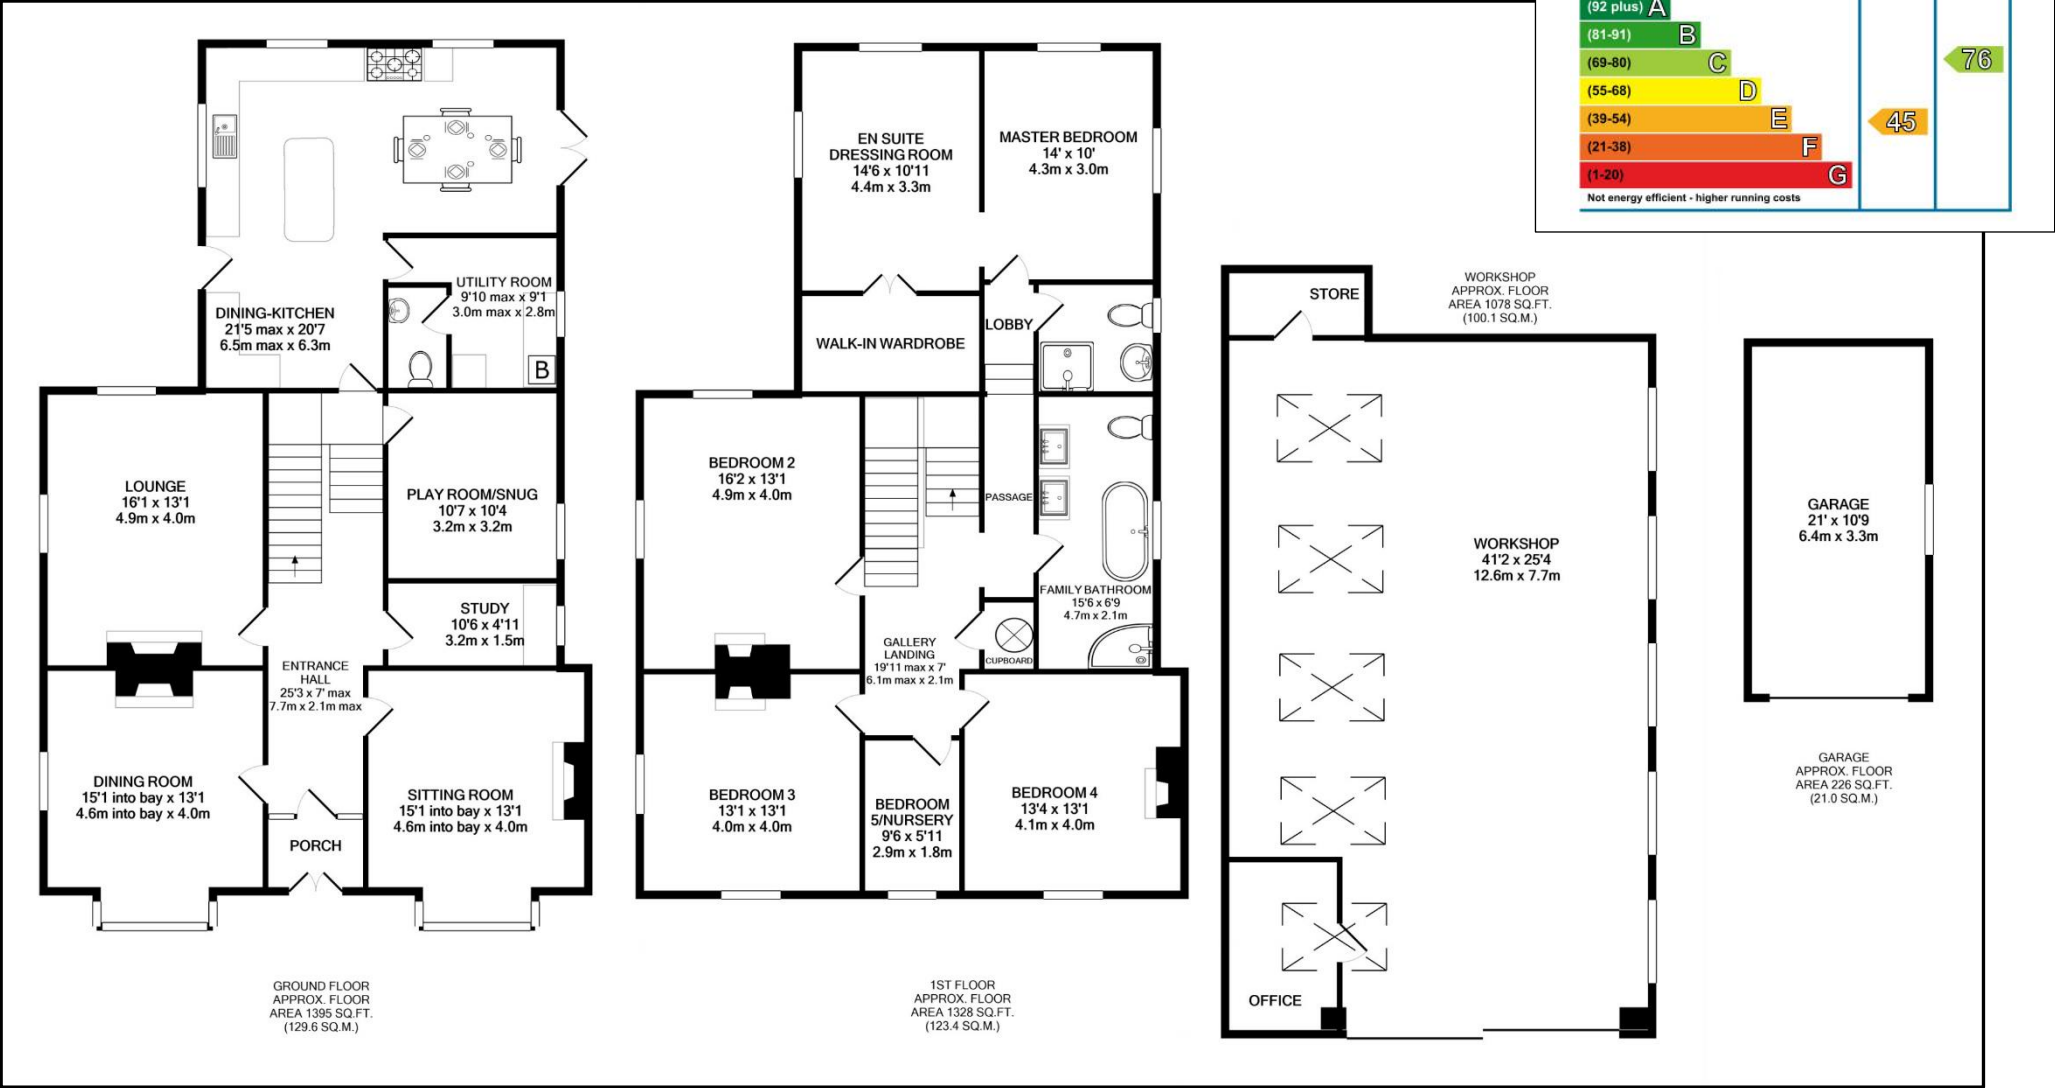 (92 plus) A
(81-91) B
(69-80) C
(55-68) D
(39-54) E
(21-38) F
(1-20) G
Not energy efficient - higher running costs
45
76
DINING-KITCHEN
21'5 max x 20'7
6.5m max x 6.3m
UTILITY ROOM
9'10 max x 9'1
3.0m max x 2.8m
B
LOUNGE
16'1 x 13'1
4.9m x 4.0m
PLAY ROOM/SNUG
10'7 x 10'4
3.2m x 3.2m
STUDY
10'6 x 4'11
3.2m x 1.5m
ENTRANCE
HALL
25'3 x 7' max
7.7m x 2.1m max
DINING ROOM
15'1 into bay x 13'1
4.6m into bay x 4.0m
SITTING ROOM
15'1 into bay x 13'1
4.6m into bay x 4.0m
PORCH
GROUND FLOOR
APPROX. FLOOR
AREA 1395 SQ.FT.
(129.6 SQ.M.)
EN SUITE
DRESSING ROOM
14'6 x 10'11
4.4m x 3.3m
MASTER BEDROOM
14' x 10'
4.3m x 3.0m
WALK-IN WARDROBE
LOBBY
BEDROOM 2
16'2 x 13'1
4.9m x 4.0m
PASSAGE
FAMILY BATHROOM
15'6 x 6'9
4.7m x 2.1m
GALLERY
LANDING
19'11 max x 7'
6.1m max x 2.1m
CUPBOARD
BEDROOM 3
13'1 x 13'1
4.0m x 4.0m
BEDROOM
5/NURSERY
9'6 x 5'11
2.9m x 1.8m
BEDROOM 4
13'4 x 13'1
4.1m x 4.0m
1ST FLOOR
APPROX. FLOOR
AREA 1328 SQ.FT.
(123.4 SQ.M.)
STORE
WORKSHOP
APPROX. FLOOR
AREA 1078 SQ.FT.
(100.1 SQ.M.)
WORKSHOP
41'2 x 25'4
12.6m x 7.7m
OFFICE
GARAGE
21' x 10'9
6.4m x 3.3m
GARAGE
APPROX. FLOOR
AREA 226 SQ.FT.
(21.0 SQ.M.)